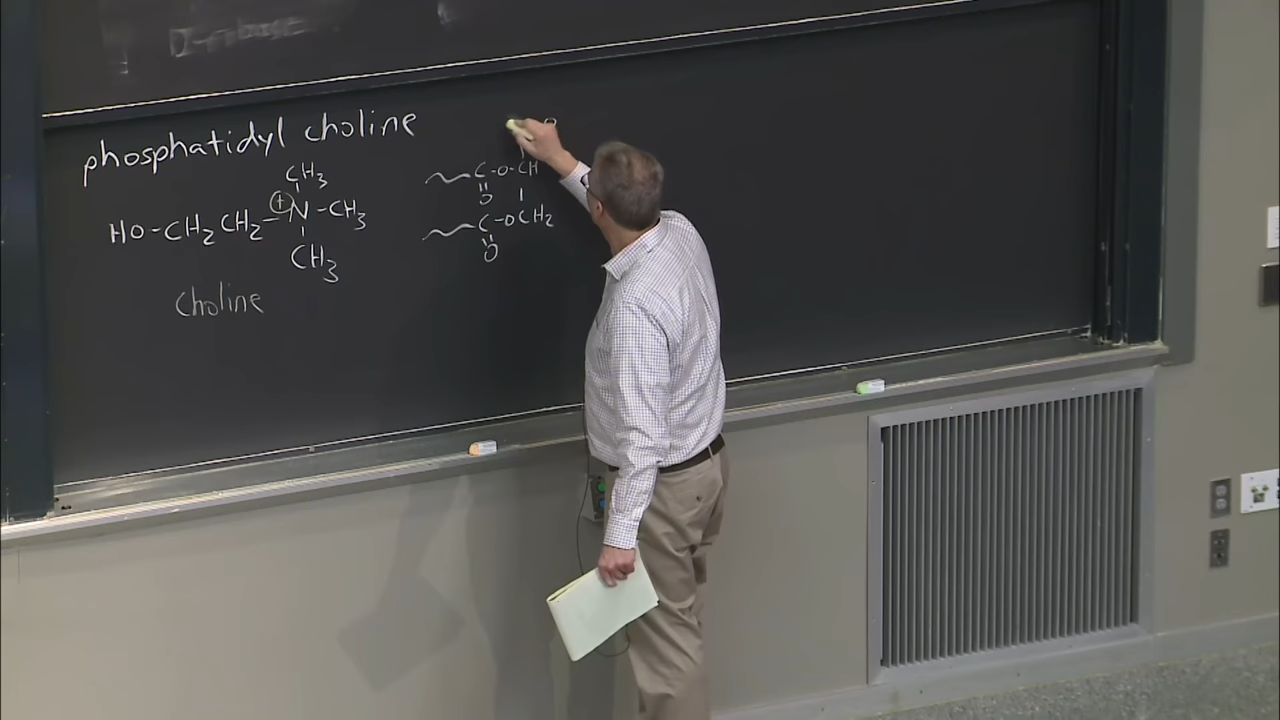 phosphatidyl choline
CH3
HO-CH2CH2-N-CH3
⊕
CH3
choline
C-O-CH
O
C-OCH2
O